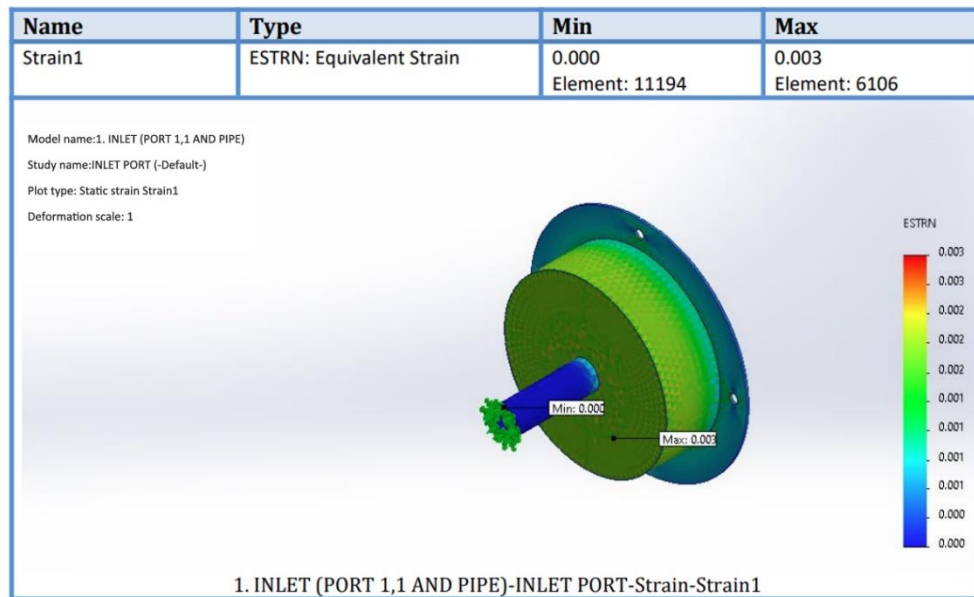 Name Type Min Max
Strain1 ESTRN: Equivalent Strain 0.000 0.003
Element: 11194 Element: 6106
Model name:1. INLET (PORT 1,1 AND PIPE)
Study name:INLET PORT (-Default-)
Plot type: Static strain Strain1
Deformation scale: 1
ESTRN
0.003
0.003
0.002
0.002
0.002
0.001
0.001
0.001
0.001
0.000
0.000
Min: 0.000
Max: 0.003
1. INLET (PORT 1,1 AND PIPE)-INLET PORT-Strain-Strain1